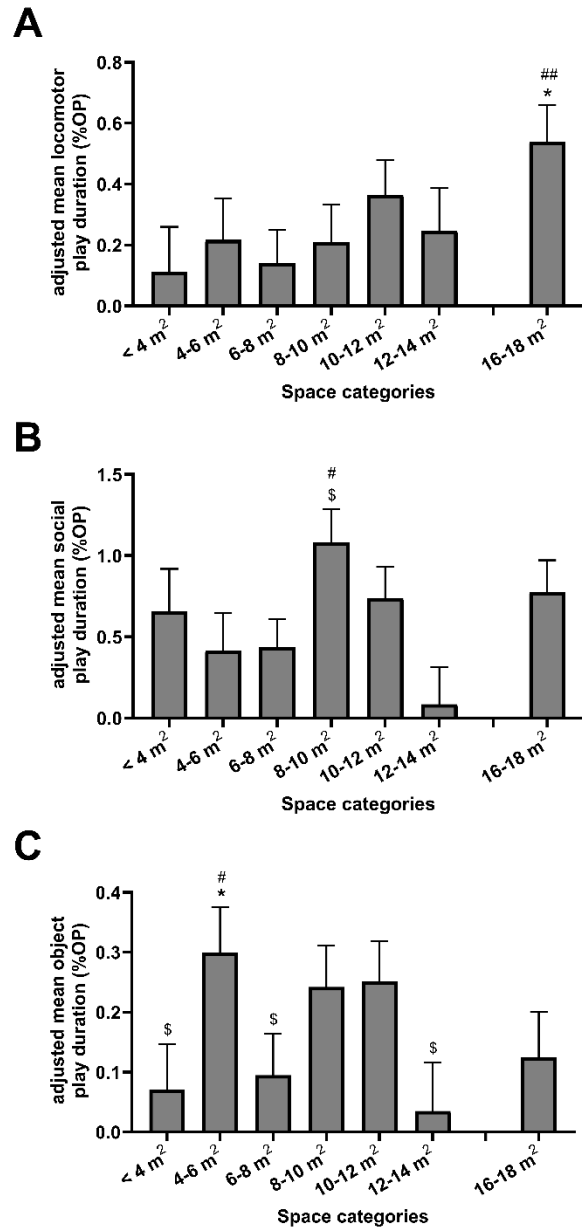 A
adjusted mean locomotor
play duration (%OP)
0.8
0.6
0.4
0.2
0.0
##
*
< 4 m²
4-6 m²
6-8 m²
8-10 m²
10-12 m²
12-14 m²
16-18 m²
Space categories
B
adjusted mean social
play duration (%OP)
1.5
1.0
0.5
0.0
#
$
< 4 m²
4-6 m²
6-8 m²
8-10 m²
10-12 m²
12-14 m²
16-18 m²
Space categories
C
adjusted mean object
play duration (%OP)
0.4
0.3
0.2
0.1
0.0
$
#
*
$
$
< 4 m²
4-6 m²
6-8 m²
8-10 m²
10-12 m²
12-14 m²
16-18 m²
Space categories